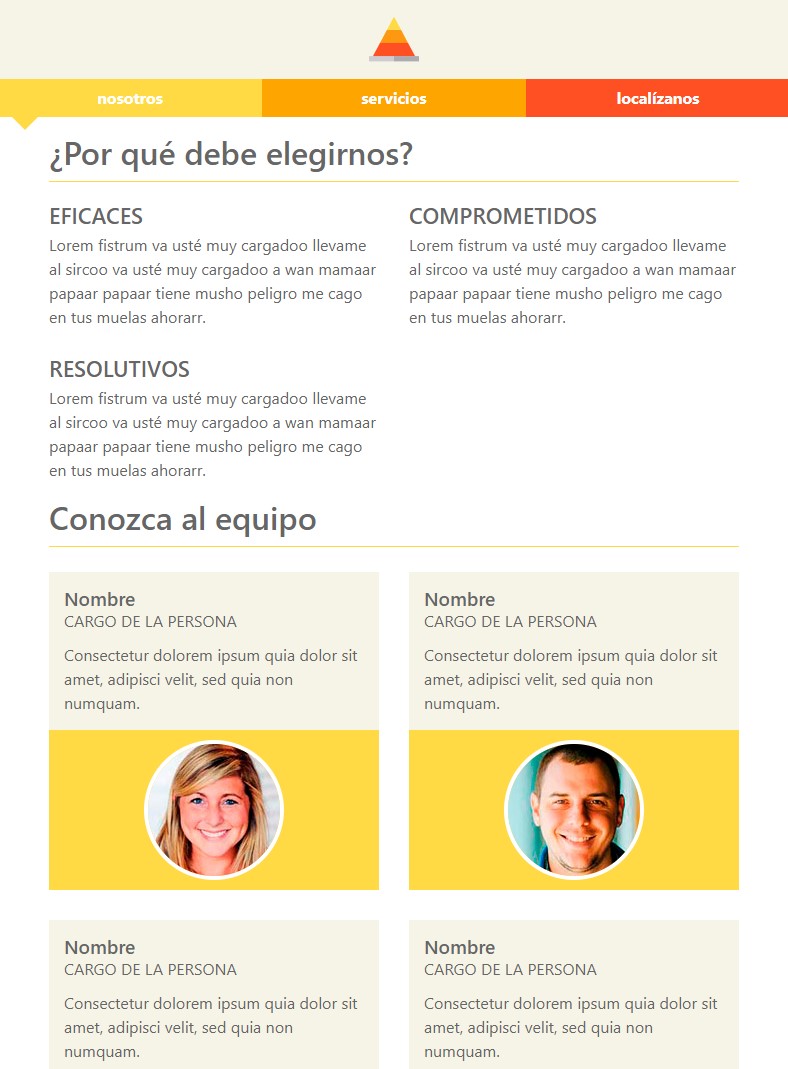 nosotros
servicios
localízanos
¿Por qué debe elegirnos?
EFICACES
Lorem fistrum va usté muy cargadoo llevame
al sircoo va usté muy cargadoo a wan mamaar
papaar papaar tiene musho peligro me cago
en tus muelas ahorarr.
COMPROMETIDOS
Lorem fistrum va usté muy cargadoo llevame
al sircoo va usté muy cargadoo a wan mamaar
papaar papaar tiene musho peligro me cago
en tus muelas ahorarr.
RESOLUTIVOS
Lorem fistrum va usté muy cargadoo llevame
al sircoo va usté muy cargadoo a wan mamaar
papaar papaar tiene musho peligro me cago
en tus muelas ahorarr.
Conozca al equipo
Nombre
CARGO DE LA PERSONA
Consectetur dolorem ipsum quia dolor sit
amet, adipisci velit, sed quia non
numquam.
Nombre
CARGO DE LA PERSONA
Consectetur dolorem ipsum quia dolor sit
amet, adipisci velit, sed quia non
numquam.
Nombre
CARGO DE LA PERSONA
Consectetur dolorem ipsum quia dolor sit
amet, adipisci velit, sed quia non
numquam.
Nombre
CARGO DE LA PERSONA
Consectetur dolorem ipsum quia dolor sit
amet, adipisci velit, sed quia non
numquam.